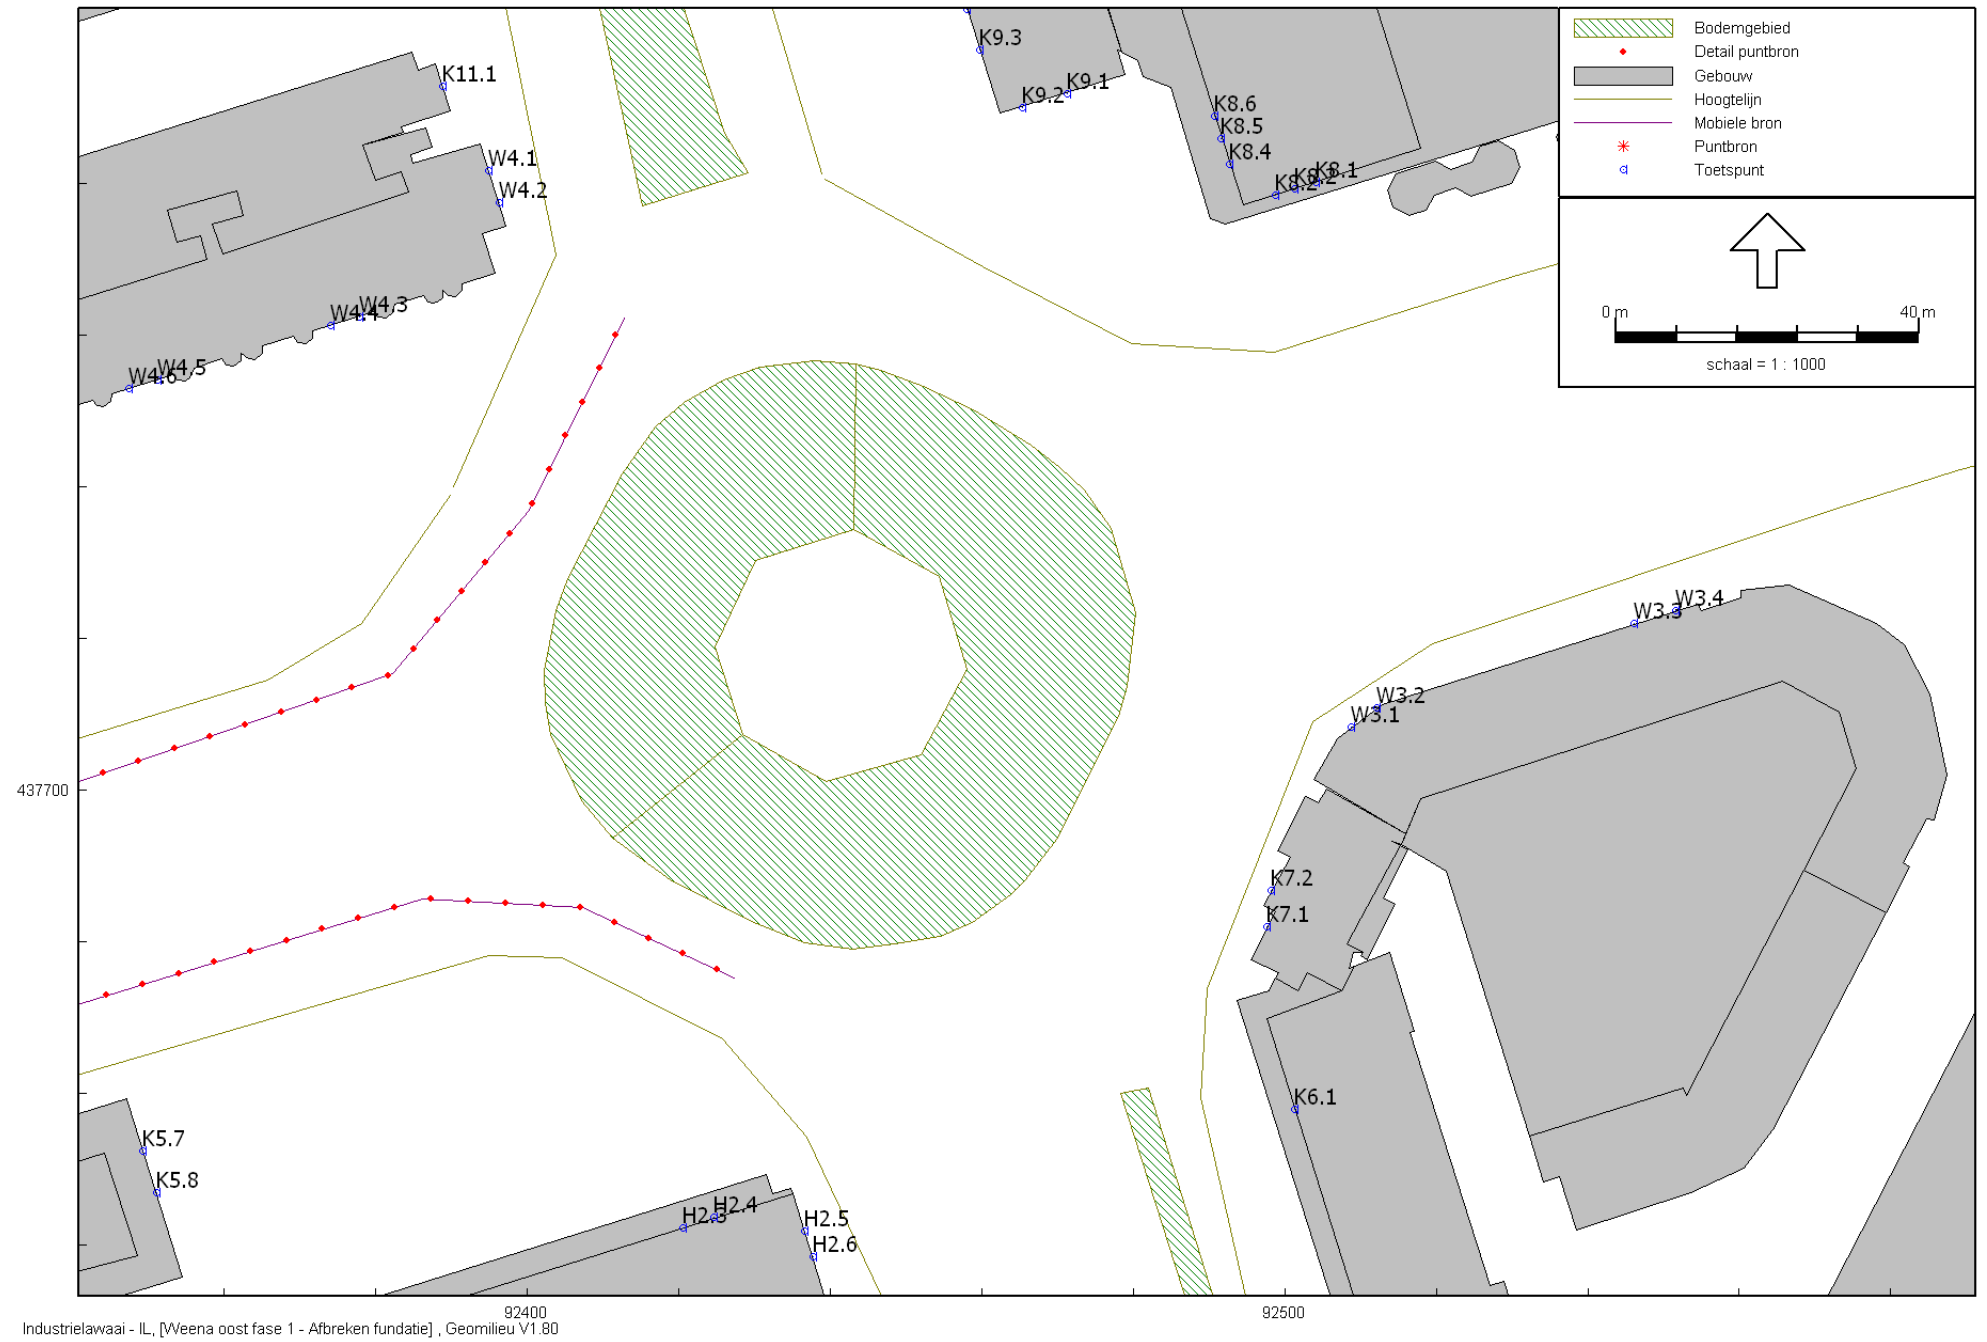 Bodemgebied
Detail puntbron
Gebouw
Hoogtelijn
Mobiele bron
Puntbron
Toetspunt
0 m 40 m
schaal = 1 : 1000
K9.3
K11.1
K9.2
K9.1
K8.6
K8.5
K8.4
K8.2
K8.1
W4.1
W4.2
W4.4
W4.3
W4.6
W4.5
W3.3
W3.4
W3.1
W3.2
437700
K7.2
K7.1
K6.1
K5.7
K5.8
H2.3
H2.4
H2.5
H2.6
92400
92500
Industrielawaai - IL, [Weena oost fase 1 - Afbreken fundatie] , Geomilieu V1.80